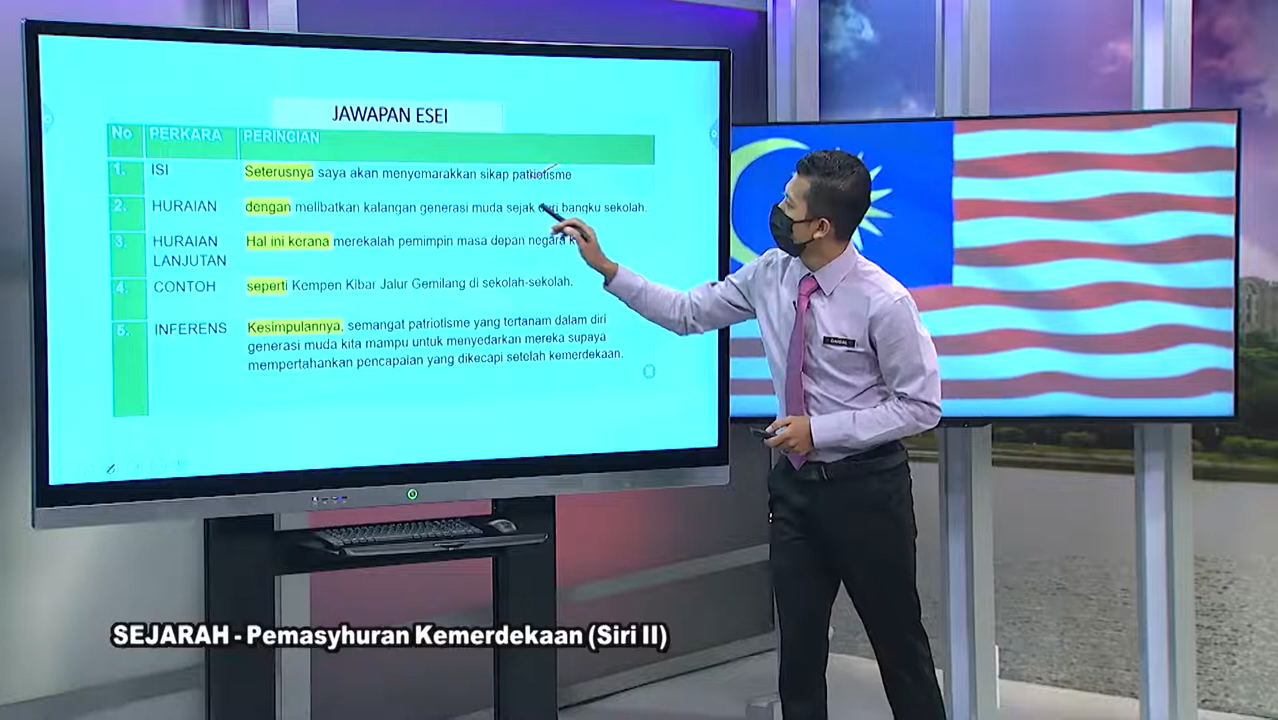 JAWAPAN ESEI
No PERKARA PERINCIAN
1. ISI Seterusnya saya akan menyemarakkan sikap patriotisme
2. HURAIAN dengan melibatkan kalangan generasi muda sejak dari bangku sekolah.
3. HURAIAN LANJUTAN Hal ini kerana merekalah pemimpin masa depan negara
4. CONTOH seperti Kempen Kibar Jalur Gemilang di sekolah-sekolah.
5. INFERENS Kesimpulannya, semangat patriotisme yang tertanam dalam diri
generasi muda kita mampu untuk menyedarkan mereka supaya
mempertahankan pencapaian yang dikecapi setelah kemerdekaan.
SEJARAH - Pemasyhuran Kemerdekaan (Siri II)